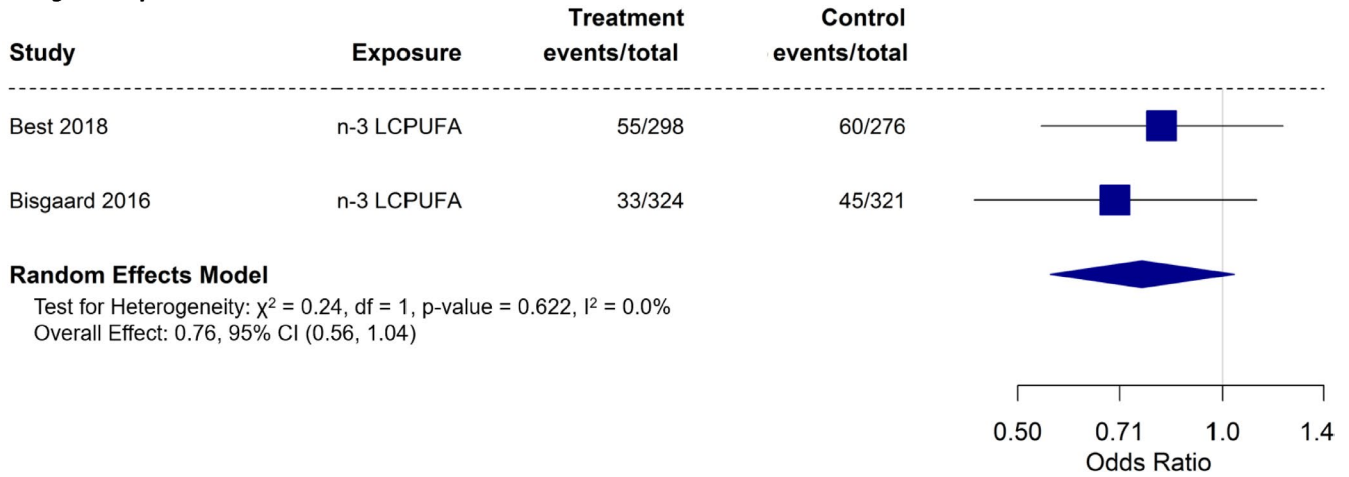 Treatment Control
Study Exposure events/total events/total
Best 2018 n-3 LCPUFA 55/298 60/276
Bisgaard 2016 n-3 LCPUFA 33/324 45/321
Random Effects Model
Test for Heterogeneity: χ² = 0.24, df = 1, p-value = 0.622, I² = 0.0%
Overall Effect: 0.76, 95% CI (0.56, 1.04)
0.50 0.71 1.0 1.4
Odds Ratio